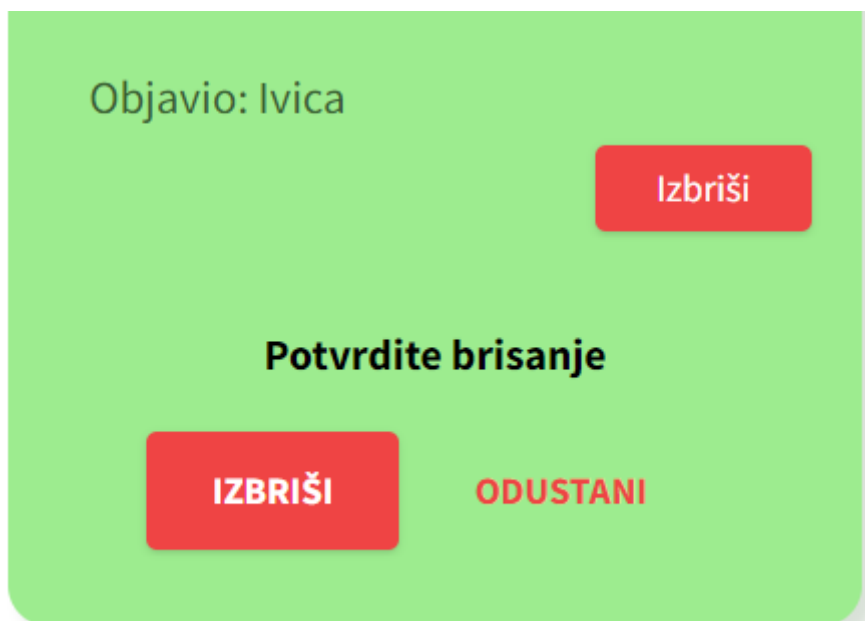 Objavio: Ivica
Izbriši
Potvrdite brisanje
IZBRIŠI ODUSTANI